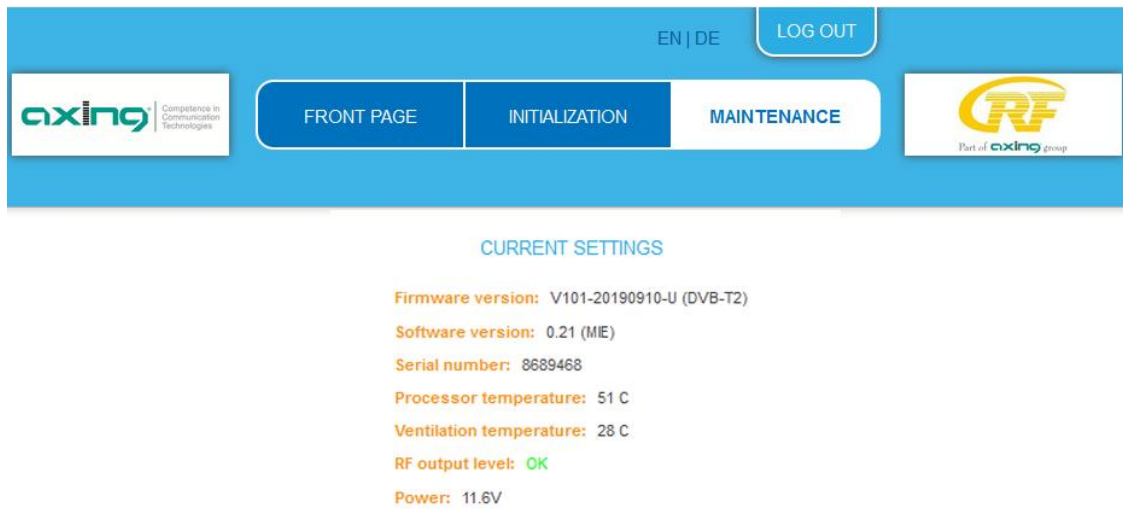 EN | DE
LOG OUT
axing
Competence in
Communication
Technologies
FRONT PAGE
INITIALIZATION
MAINTENANCE
RF
Part of axing group
CURRENT SETTINGS
Firmware version: V101-20190910-U (DVB-T2)
Software version: 0.21 (MIE)
Serial number: 8689468
Processor temperature: 51 C
Ventilation temperature: 28 C
RF output level: OK
Power: 11.6V